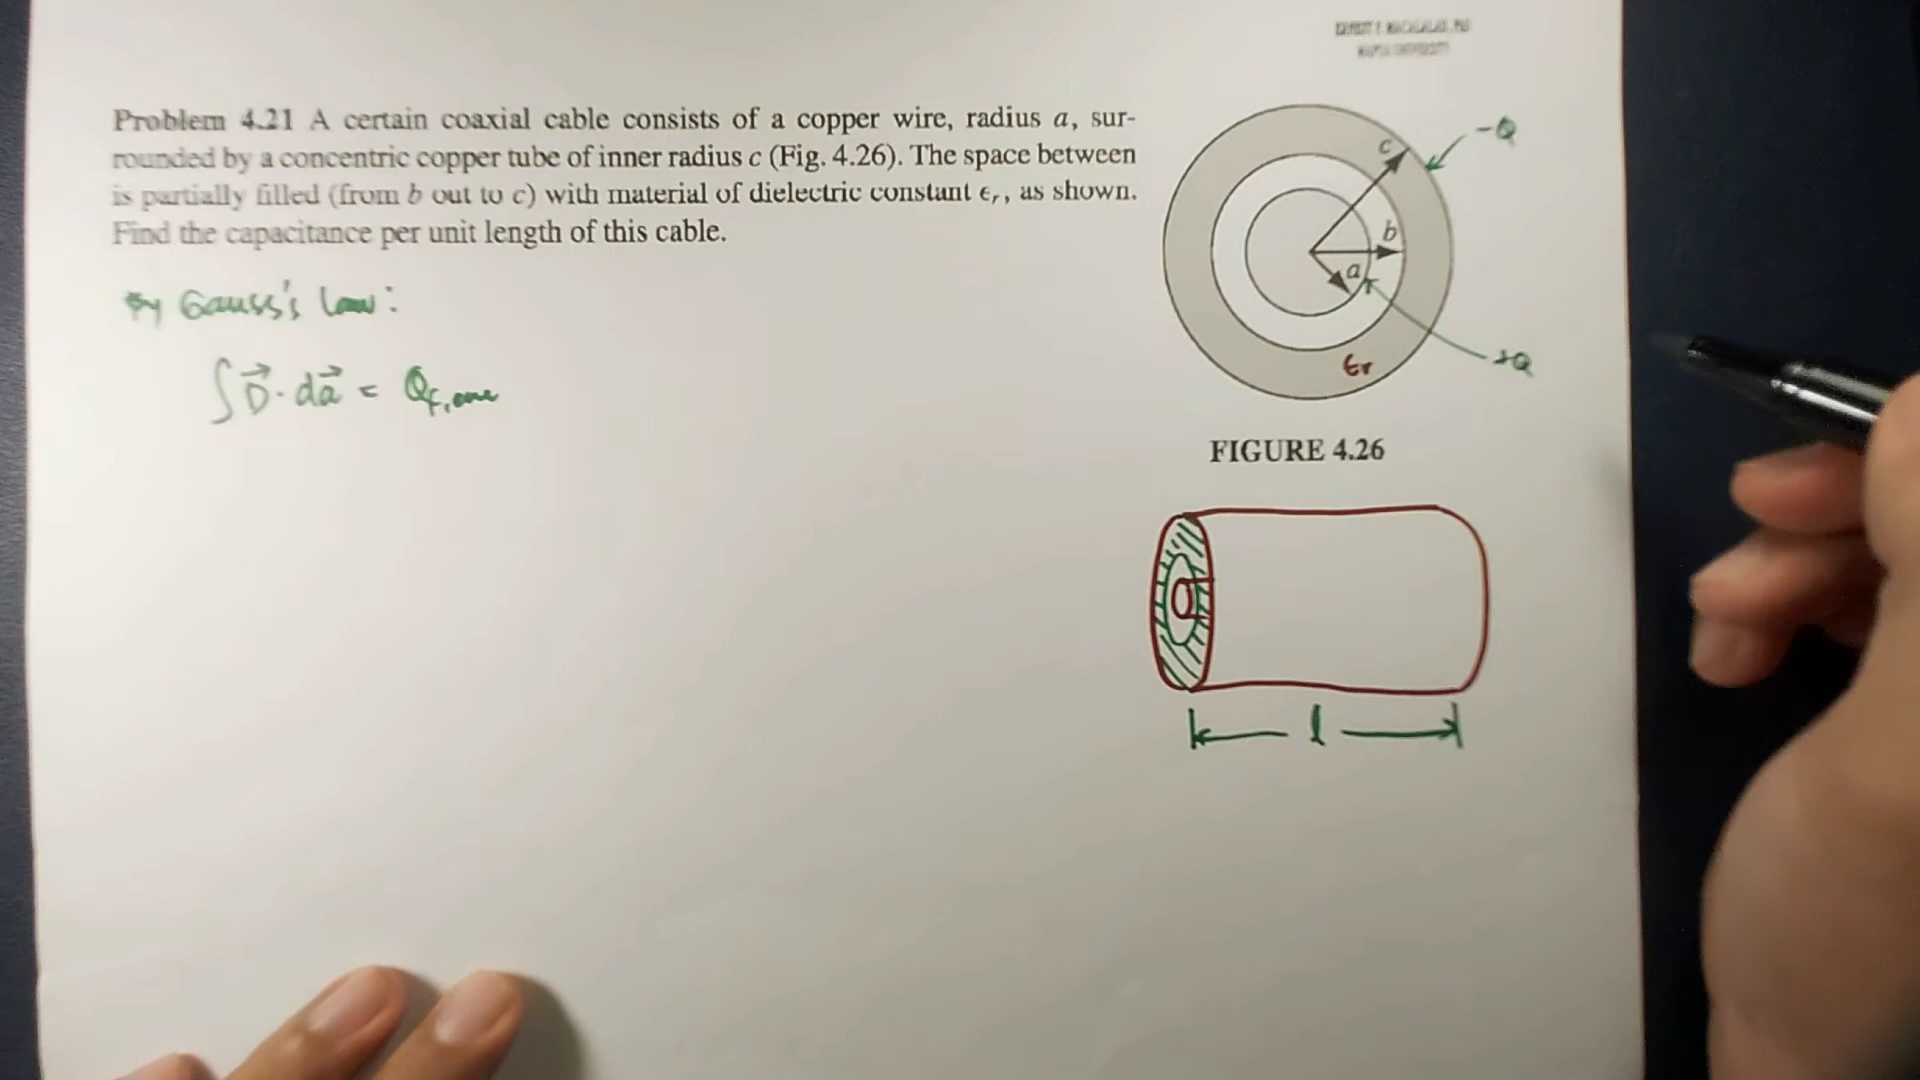 Problem 4.21 A certain coaxial cable consists of a copper wire, radius a, sur-
rounded by a concentric copper tube of inner radius c (Fig. 4.26). The space between
is partially filled (from b out to c) with material of dielectric constant ϵᵣ, as shown.
Find the capacitance per unit length of this cable.
By Gauss's Law:
∫D⃗·da⃗ = Q_f,enc
c
b
a
ϵᵣ
-Q
+Q
FIGURE 4.26
l